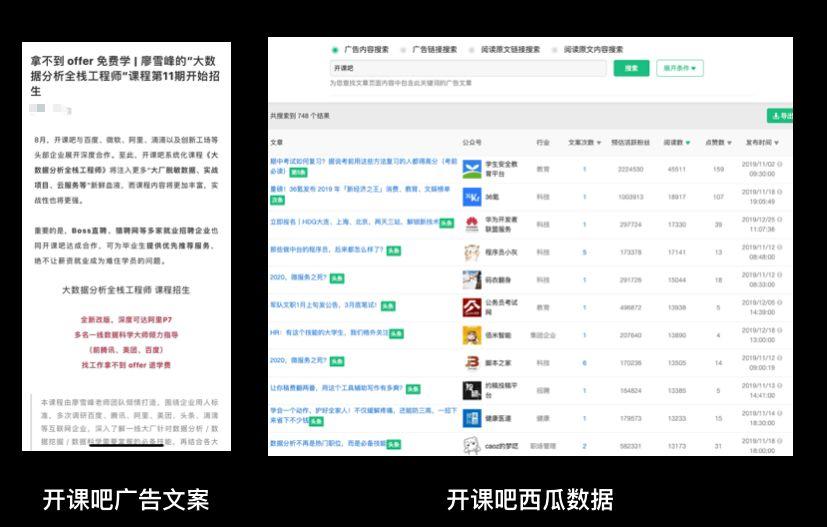 拿不到 offer 免费学 | 廖雪峰的“大数
据分析全栈工程师”课程第11期开始招
生
8月，开课吧与百度、微软、阿里、滴滴以及创新工场等
头部企业展开深度合作。至此，开课吧系统化课程《大
数据分析全栈工程师》将注入更多“大厂脱敏数据、实战
项目、云服务等”新鲜血液，而课程内容将更加丰富，实
战性也将更强。
重要的是，Boss直聘、猎聘网等多家就业招聘企业也
同开课吧达成合作，可为毕业生提供优先推荐服务，
绝不让薪资就业成为难住学员的问题。
大数据分析全栈工程师 课程招生
全新改版，深度可达阿里P7
多名一线数据科学大师倾力指导
（前腾讯、美团、百度）
找工作拿不到 offer 退学费
本课程由廖雪峰老师团队倾情打造，围绕企业用人标
准，多次调研百度、腾讯、阿里、美团、头条、滴滴
等互联网企业，深入了解一线大厂针对数据分析 / 数
据挖掘 / 数据科学需要掌握的必备技能，再结合各大
开课吧广告文案
广告内容搜索 广告链接搜索 阅读原文链接搜索 阅读原文内容搜索
开课吧 搜索 展开条件
为您查找文章页面内容中包含此关键词的广告文章
共搜索到 748 个结果 导出
文章 公众号 行业 文案次数 预估活跃粉丝 阅读数 点赞数 发布时间
期中考试如何复习？据说考前用这些方法复习的人都得高分（考前
必读） 第5条 学生安全教育平台 教育 1 2224530 45511 159 2019/11/02 09:30:00
重磅！36氪发布 2019 年「新经济之王」消费、教育、文娱榜单
次条 36氪 科技 1 1003913 18917 107 2019/11/18 19:05:49
立即报名 | HDG大连、上海、北京，两天三站，解锁新技术 头条 华为开发者联盟服务 科技 1 297724 17330 39 2019/12/25 11:07:36
那些做中台的程序员，后来都怎么样了？ 头条 程序员小灰 科技 5 173378 17141 13 2019/11/12 08:48:00
2020，微服务之死？ 头条 码农翻身 科技 1 291726 15044 18 2019/11/12 08:33:00
军队文职1月上旬发公告，3月底笔试！ 头条 公务员考试网 教育 1 496872 13938 5 2019/12/05 14:39:00
HR：有这个技能的大学生，我们格外关注 头条 佰米智能 集团企业 1 207640 13890 4 2019/12/18 13:00:00
2020，微服务之死？ 头条 脚本之家 科技 6 170236 13505 14 2019/11/12 09:00:19
让你稿费翻两番，用这个工具辅助写作有多爽？ 头条 约稿投稿平台 招聘 1 164824 13385 5 2019/11/13 14:41:00
学会一个动作，护好全家人！不仅缓解疼痛，还能防三高，一招下
来省下不少钱 头条 健康医道 健康 1 179573 13233 15 2019/11/14 18:30:00
数据分析不再是热门职位，而是必备技能 头条 caoz的梦呓 职场管理 2 582331 13173 31 2019/11/18 18:00:00
开课吧西瓜数据